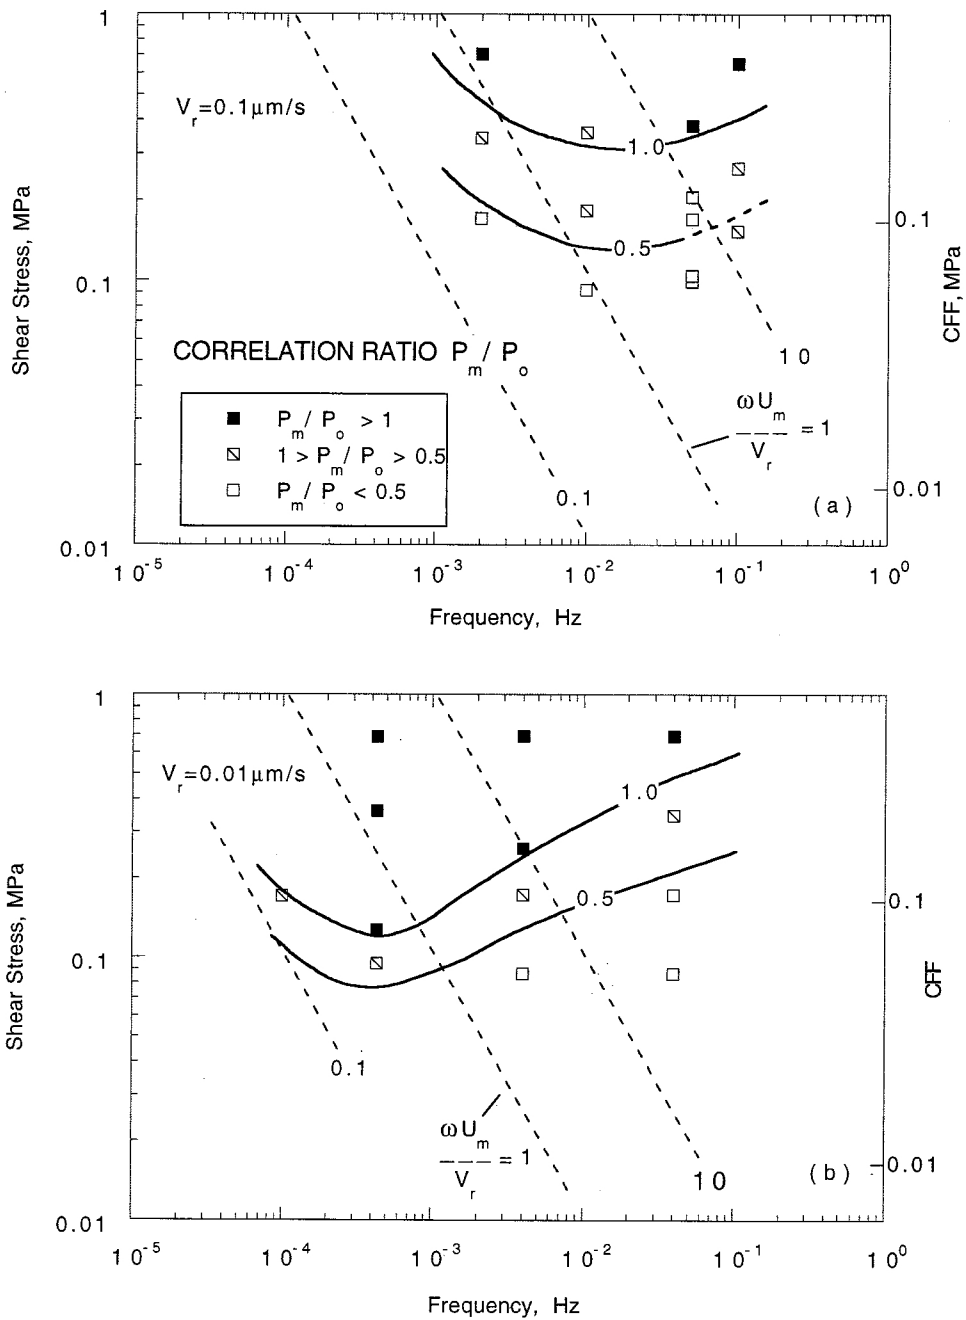 1
V_r=0.1μm/s
1.0
0.5
0.1
0.1
Shear Stress, MPa
CFF, MPa
10
CORRELATION RATIO P_m/ P_o
P_m/ P_o > 1
1 > P_m/ P_o > 0.5
P_m/ P_o < 0.5
ωU_m
V_r
= 1
0.1
0.01
(a)
0.01
10^-5
10^-4
10^-3
10^-2
10^-1
10^0
Frequency, Hz
1
V_r=0.01μm/s
1.0
0.5
0.1
Shear Stress, MPa
0.1
CFF
0.1
ωU_m
V_r
= 1
10
(b)
0.01
0.01
10^-5
10^-4
10^-3
10^-2
10^-1
10^0
Frequency, Hz